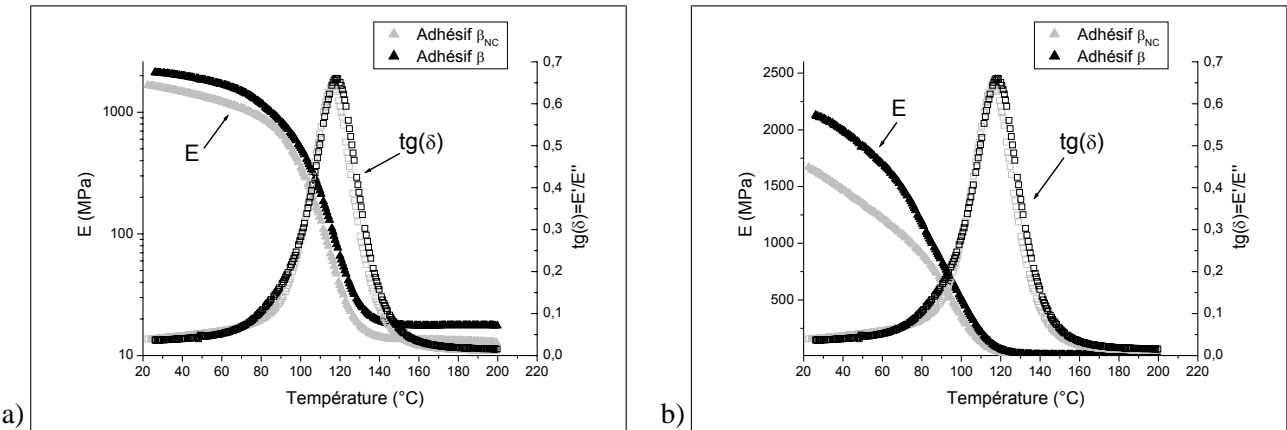 Adhésif βNC
Adhésif β
E
tg(δ)
E (MPa)
1000
100
10
tg(δ)=E'/E"
0,7
0,6
0,5
0,4
0,3
0,2
0,1
0,0
20 40 60 80 100 120 140 160 180 200 220
Température (°C)
a)
Adhésif βNC
Adhésif β
E
tg(δ)
E (MPa)
2500
2000
1500
1000
500
tg(δ)=E'/E"
0,7
0,6
0,5
0,4
0,3
0,2
0,1
0,0
20 40 60 80 100 120 140 160 180 200 220
Température (°C)
b)